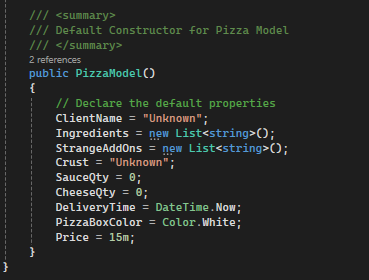 /// <summary>
/// Default Constructor for Pizza Model
/// </summary>
2 references
public PizzaModel()
{
// Declare the default properties
ClientName = "Unknown";
Ingredients = new List<string>();
StrangeAddOns = new List<string>();
Crust = "Unknown";
SauceQty = 0;
CheeseQty = 0;
DeliveryTime = DateTime.Now;
PizzaBoxColor = Color.White;
Price = 15m;
}
}